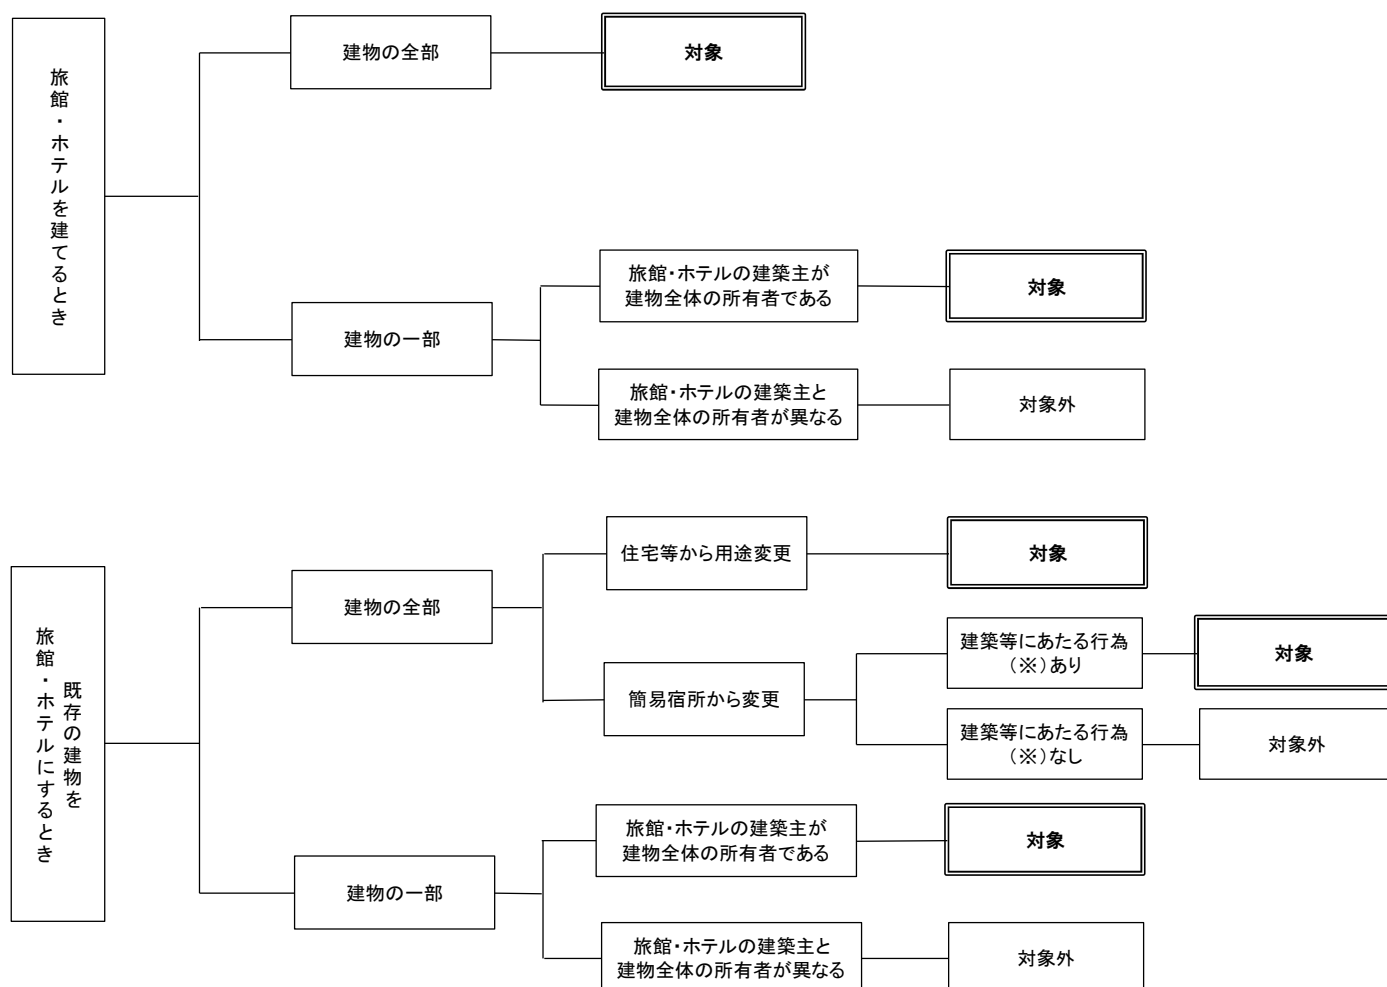 旅館・ホテルを建てるとき
建物の全部
対象
建物の一部
旅館・ホテルの建築主が
建物全体の所有者である
対象
旅館・ホテルの建築主と
建物全体の所有者が異なる
対象外
既存の建物を
旅館・ホテルにするとき
建物の全部
住宅等から用途変更
対象
簡易宿所から変更
建築等にあたる行為
(※)あり
対象
建築等にあたる行為
(※)なし
対象外
建物の一部
旅館・ホテルの建築主が
建物全体の所有者である
対象
旅館・ホテルの建築主と
建物全体の所有者が異なる
対象外